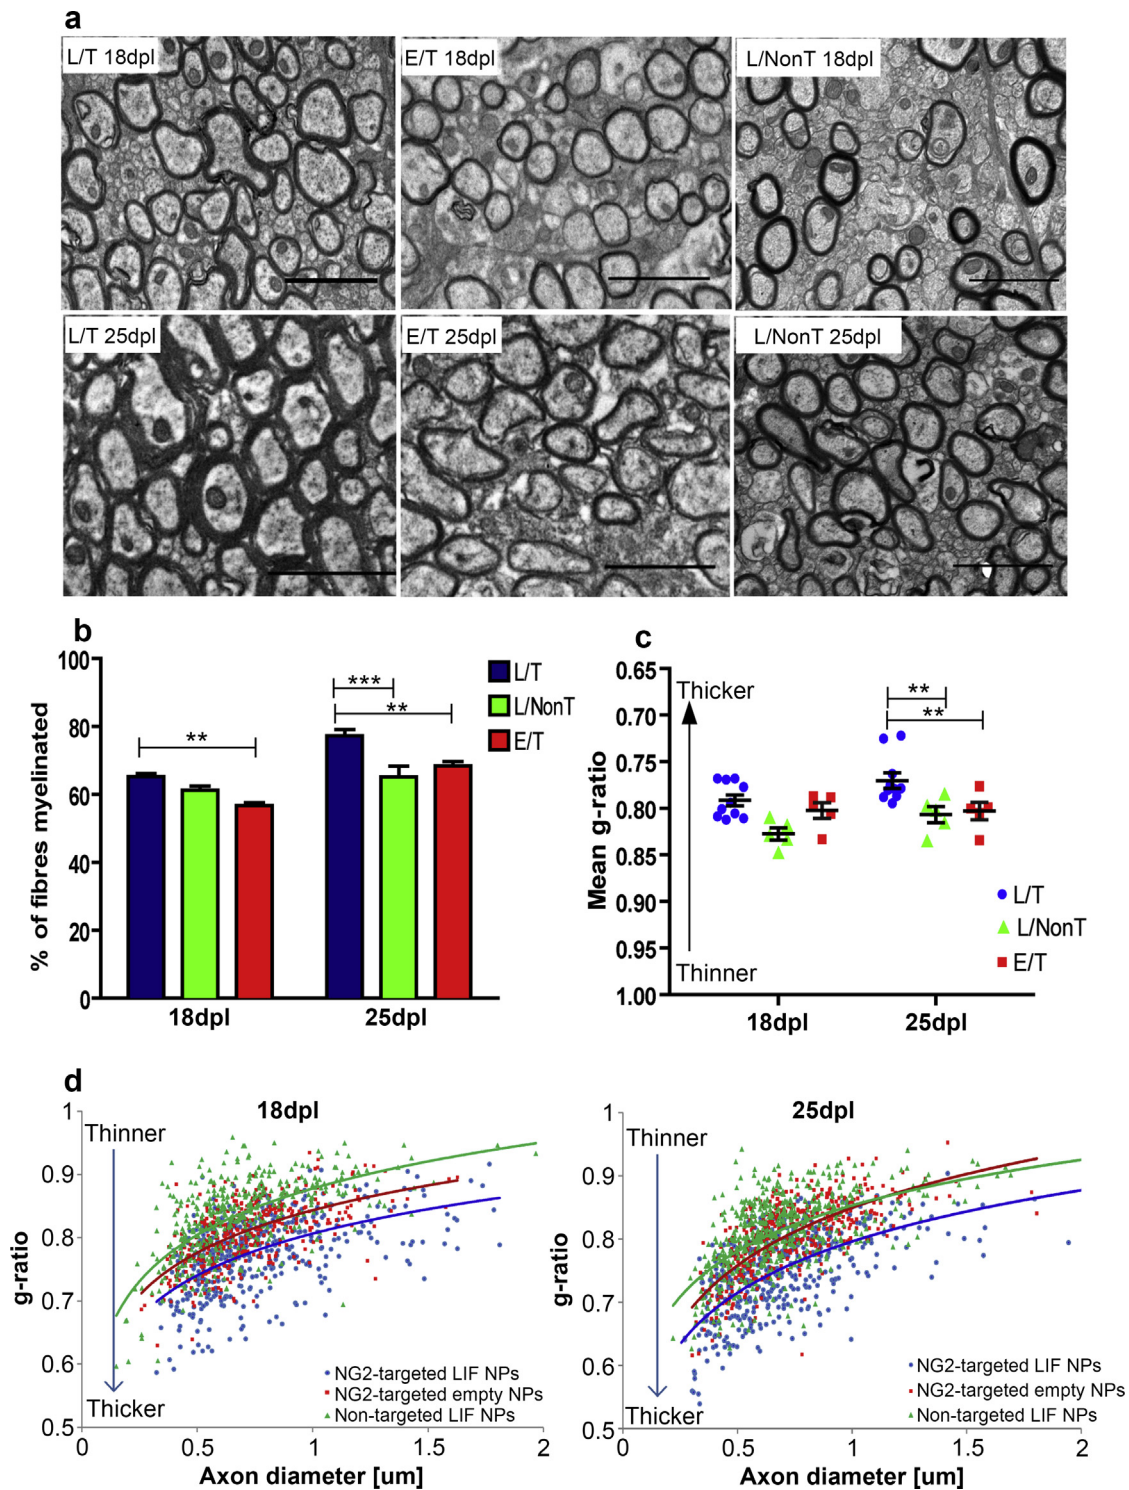 a
L/T 18dpl
E/T 18dpl
L/NonT 18dpl
L/T 25dpl
E/T 25dpl
L/NonT 25dpl
b
% of fibres myelinated
100
80
60
40
20
0
**
***
**
18dpl
25dpl
L/T
L/NonT
E/T
c
Mean g-ratio
0.65
0.70
0.75
0.80
0.85
0.90
0.95
1.00
Thicker
Thinner
**
**
18dpl
25dpl
L/T
L/NonT
E/T
d
18dpl
g-ratio
1
0.9
0.8
0.7
0.6
0.5
Thinner
Thicker
NG2-targeted LIF NPs
NG2-targeted empty NPs
Non-targeted LIF NPs
0
0.5
1
1.5
2
Axon diameter [um]
25dpl
g-ratio
1
0.9
0.8
0.7
0.6
0.5
Thinner
Thicker
NG2-targeted LIF NPs
NG2-targeted empty NPs
Non-targeted LIF NPs
0
0.5
1
1.5
2
Axon diameter [um]